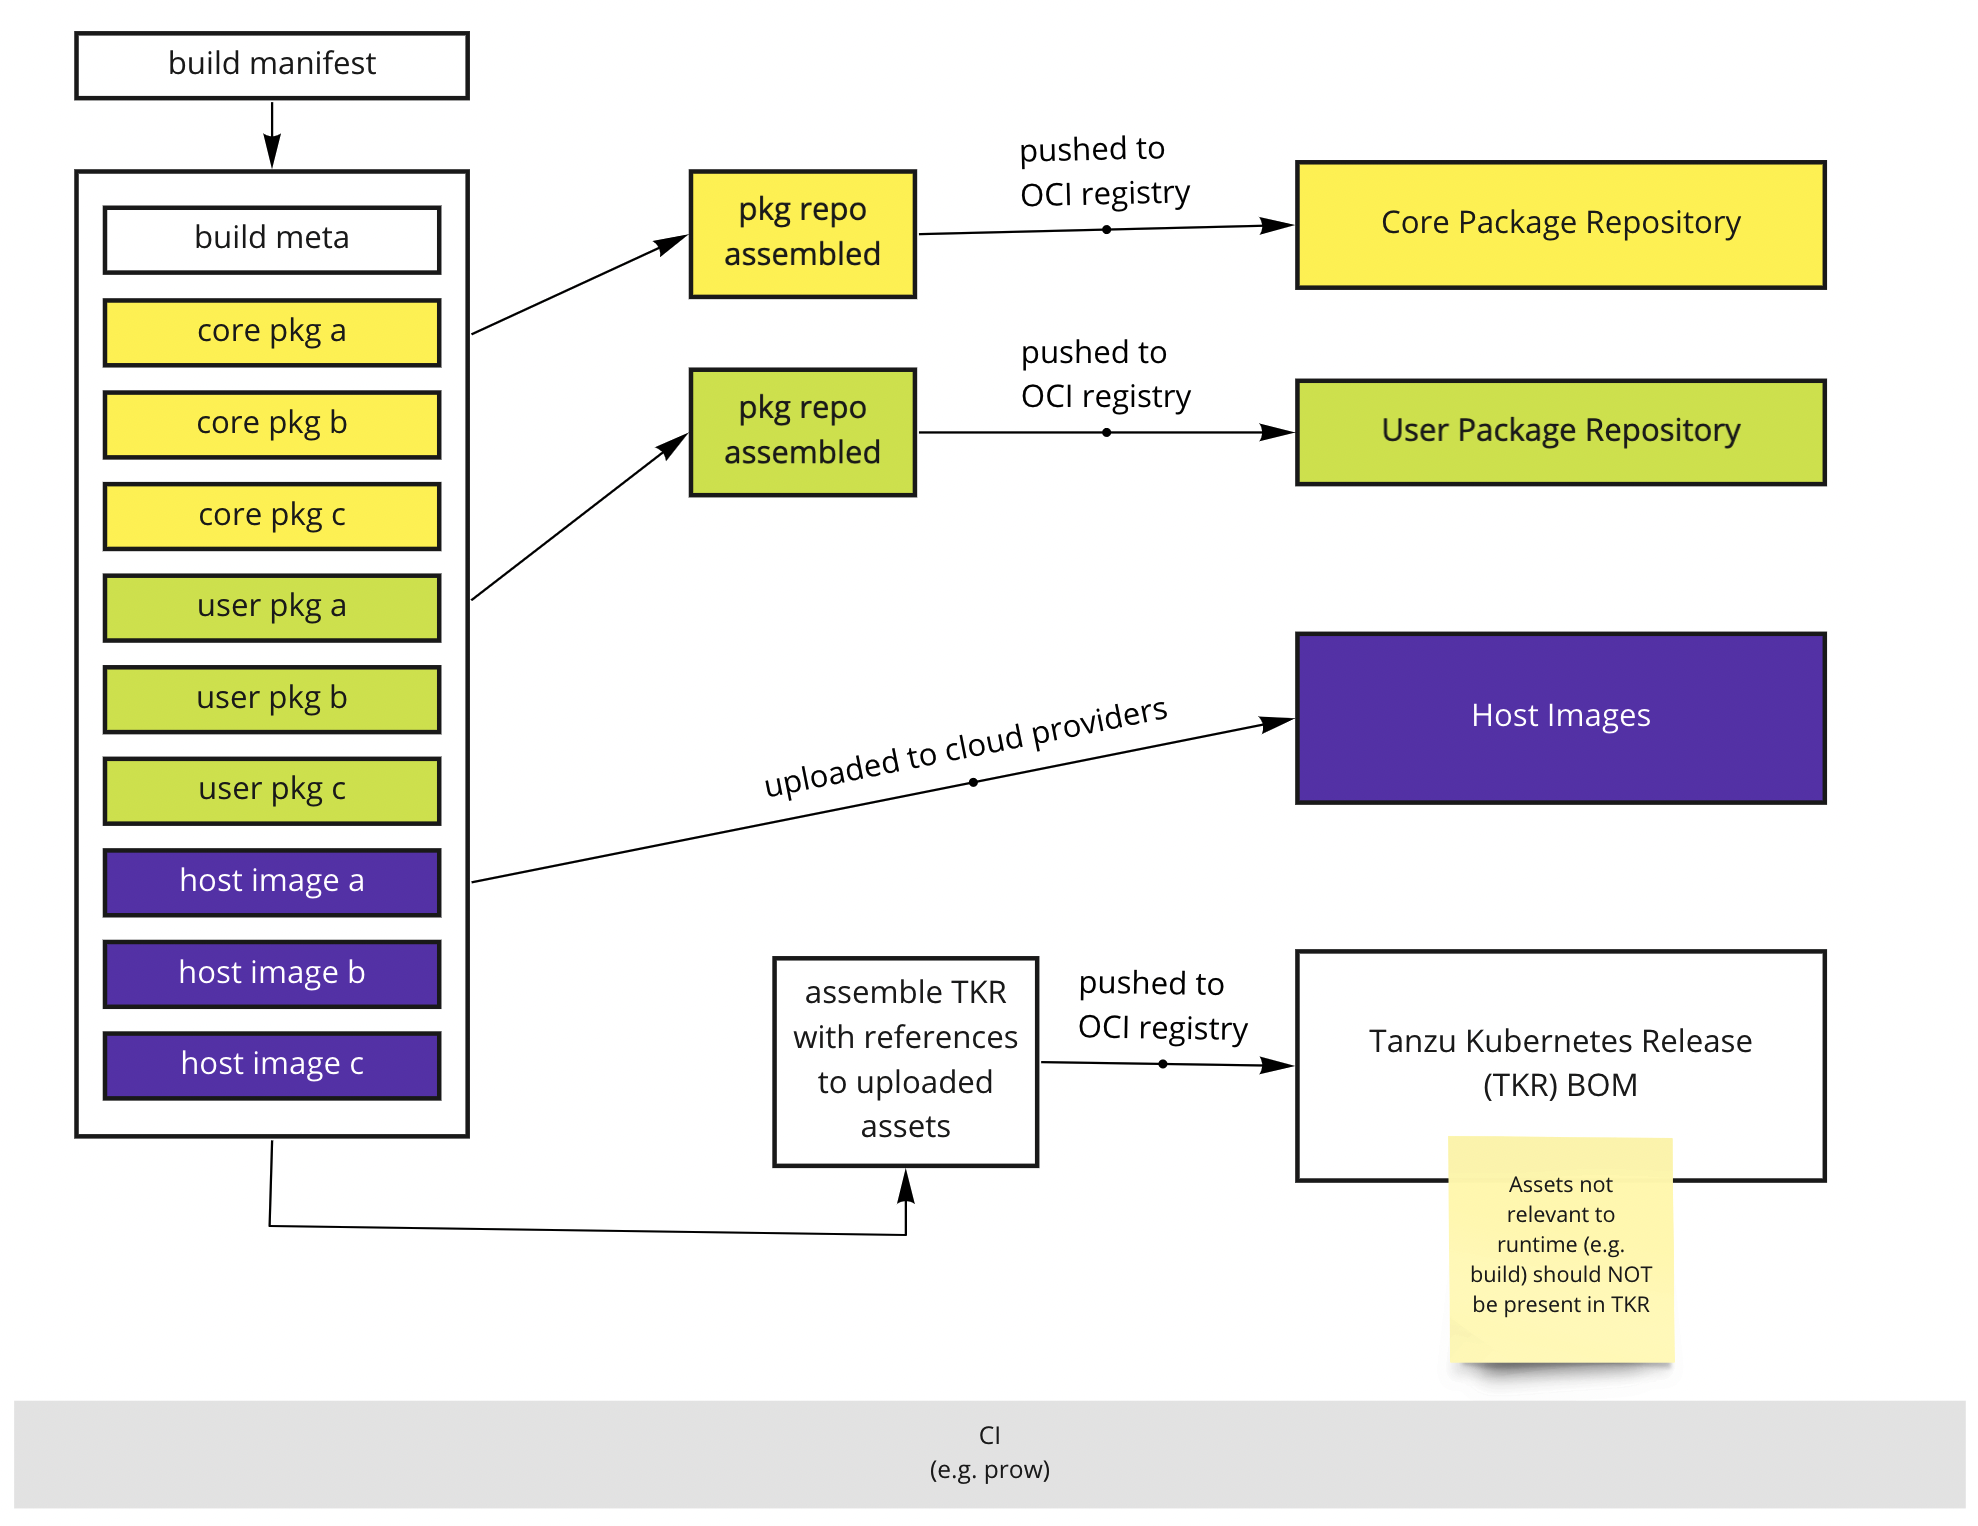 build manifest
build meta
core pkg a
core pkg b
core pkg c
user pkg a
user pkg b
user pkg c
host image a
host image b
host image c
pkg repo
assembled
pushed to
OCI registry
Core Package Repository
pkg repo
assembled
pushed to
OCI registry
User Package Repository
uploaded to cloud providers
Host Images
assemble TKR
with references
to uploaded
assets
pushed to
OCI registry
Tanzu Kubernetes Release
(TKR) BOM
Assets not
relevant to
runtime (e.g.
build) should NOT
be present in TKR
CI
(e.g. prow)